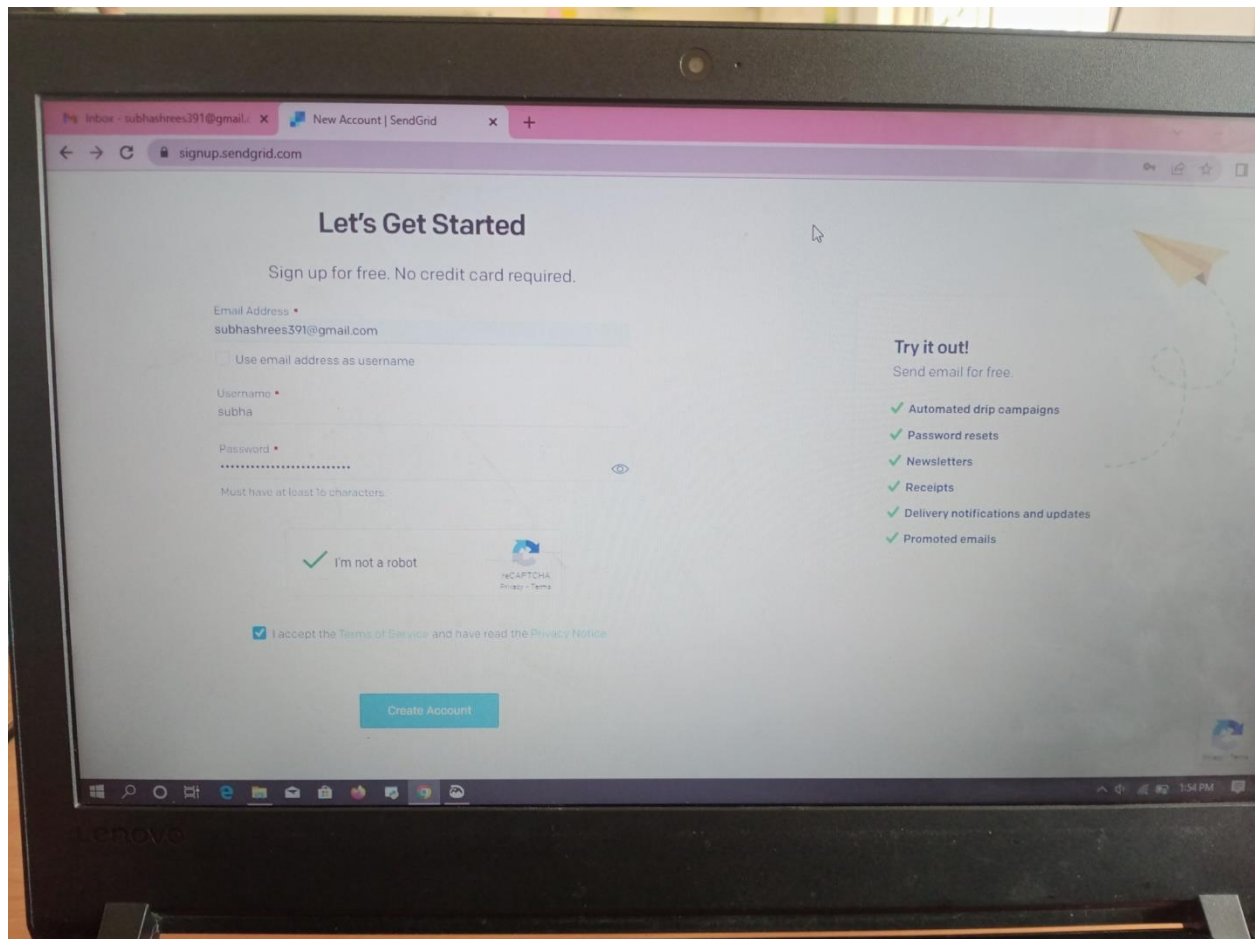 Inbox - subhashrees391@gmail.
New Account | SendGrid
signup.sendgrid.com
Let's Get Started
Sign up for free. No credit card required.
Email Address •
subhashrees391@gmail.com
Use email address as username
Username •
subha
Password •
Must have at least 16 characters.
I'm not a robot
reCAPTCHA
Privacy - Terms
I accept the Terms of Service and have read the Privacy Notice
Create Account
Try it out!
Send email for free.
Automated drip campaigns
Password resets
Newsletters
Receipts
Delivery notifications and updates
Promoted emails
Privacy - Terms
1:54 PM
Lenovo